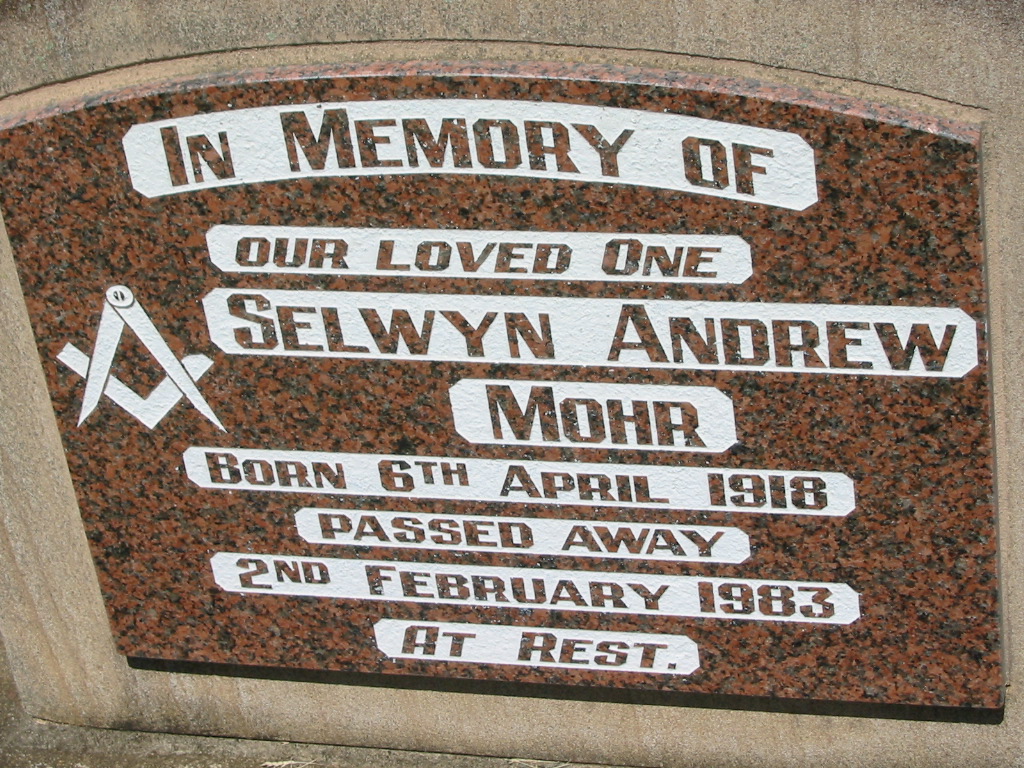 IN MEMORY OF
OUR LOVED ONE
SELWYN ANDREW
MOHR
BORN 6TH APRIL 1918
PASSED AWAY
2ND FEBRUARY 1983
AT REST.